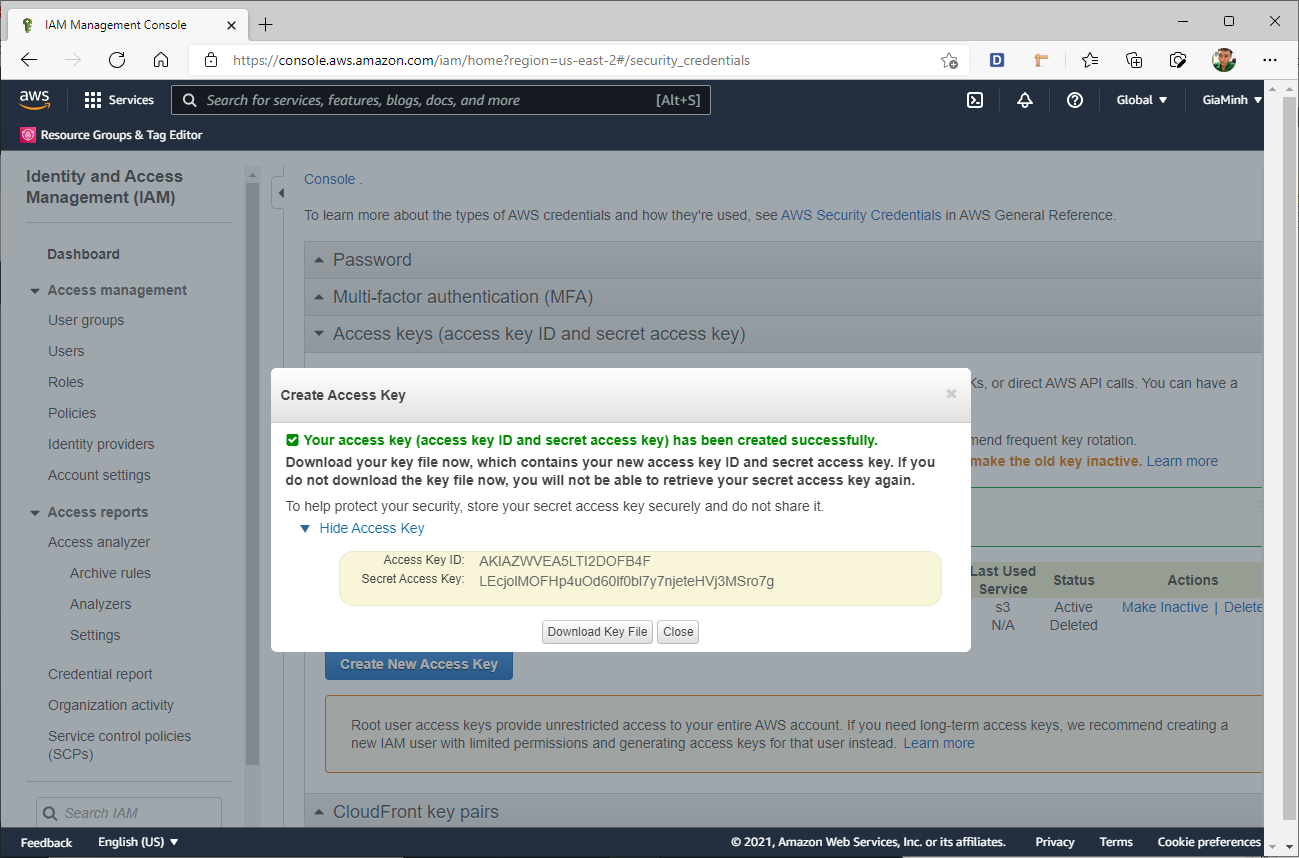 IAM Management Console
https://console.aws.amazon.com/iam/home?region=us-east-2#/security_credentials
aws
Services
Search for services, features, blogs, docs, and more
[Alt+S]
Global
GiaMinh
Resource Groups & Tag Editor
Identity and Access
Management (IAM)
Dashboard
Access management
User groups
Users
Roles
Policies
Identity providers
Account settings
Access reports
Access analyzer
Archive rules
Analyzers
Settings
Credential report
Organization activity
Service control policies
(SCPs)
Search IAM
Console .
To learn more about the types of AWS credentials and how they're used, see AWS Security Credentials in AWS General Reference.
Password
Multi-factor authentication (MFA)
Access keys (access key ID and secret access key)
or direct AWS API calls. You can have a
frequent key rotation.
make the old key inactive. Learn more
Create Access Key
Your access key (access key ID and secret access key) has been created successfully.
Download your key file now, which contains your new access key ID and secret access key. If you
do not download the key file now, you will not be able to retrieve your secret access key again.
To help protect your security, store your secret access key securely and do not share it.
Hide Access Key
Access Key ID: AKIAZWVEA5LTI2DOFB4F
Secret Access Key:
Download Key File
Close
Last Used
Service
Status
Actions
s3
Active
Make Inactive | Delete
N/A
Deleted
Create New Access Key
Root user access keys provide unrestricted access to your entire AWS account. If you need long-term access keys, we recommend creating a
new IAM user with limited permissions and generating access keys for that user instead. Learn more
CloudFront key pairs
Feedback
English (US)
© 2021, Amazon Web Services, Inc. or its affiliates.
Privacy
Terms
Cookie preferences